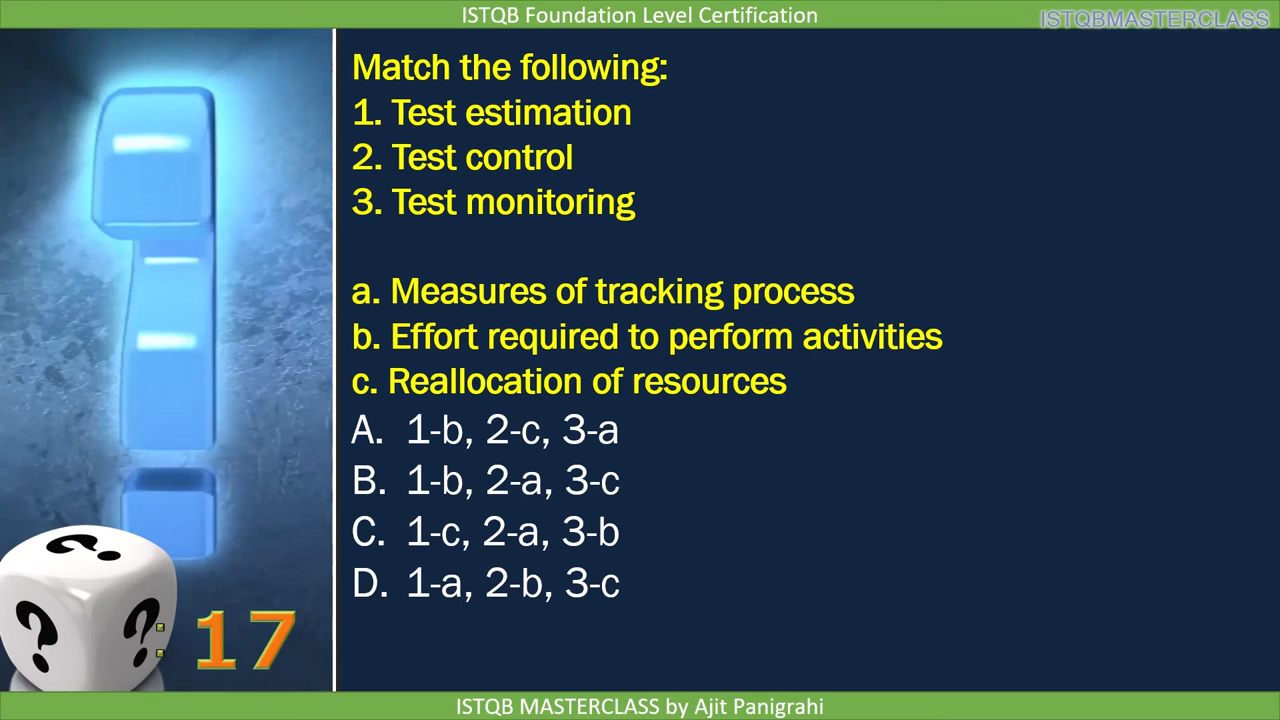 ISTQB Foundation Level Certification
ISTQBMASTERCLASS
Match the following:
1. Test estimation
2. Test control
3. Test monitoring
a. Measures of tracking process
b. Effort required to perform activities
c. Reallocation of resources
A. 1-b, 2-c, 3-a
B. 1-b, 2-a, 3-c
C. 1-c, 2-a, 3-b
D. 1-a, 2-b, 3-c
? ? ?
: 17
ISTQB MASTERCLASS by Ajit Panigrahi